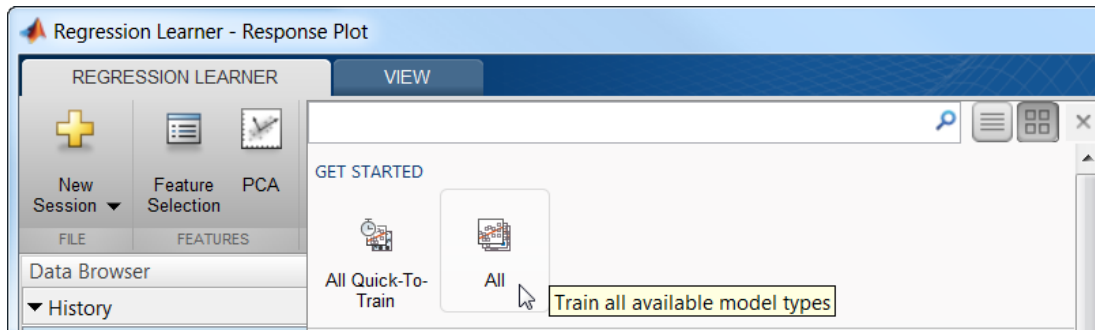 Regression Learner - Response Plot
REGRESSION LEARNER
VIEW
New
Session
Feature
Selection
PCA
FILE
FEATURES
GET STARTED
All Quick-To-
Train
All
Train all available model types
Data Browser
History